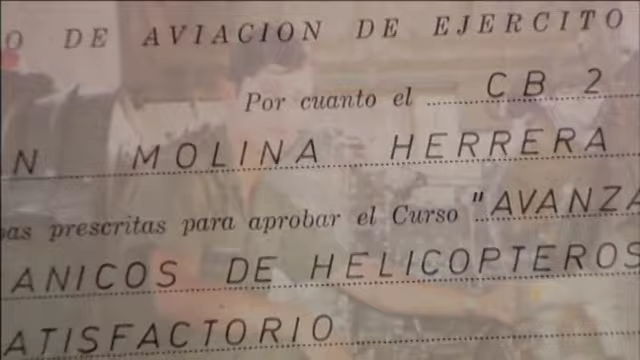 O DE AVIACION DE EJERCITO
Por cuanto el CB 2
N MOLINA HERRERA
as prescritas para aprobar el Curso "AVANZA
ANICOS DE HELICOPTEROS
ATISFACTORIO